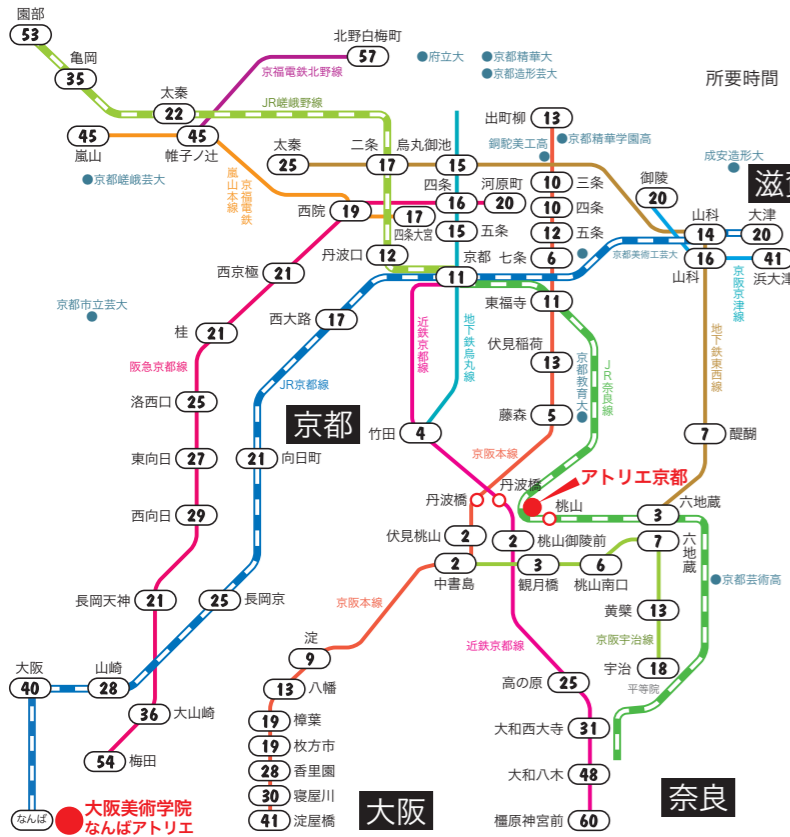 園部
53
北野白梅町
57
府立大
京都精華大
京都造形芸大
亀岡
35
京福電鉄北野線
所要時間
太秦
22
JR嵯峨野線
出町柳
13
京都精華学園高
銅駝美工高
45
嵐山
45
帷子ノ辻
太秦
25
二条
17
烏丸御池
15
成安造形大
京都嵯峨芸大
嵐山本線
京福電鉄
四条
16
河原町
20
10
三条
御陵
20
滋賀
西院
19
17
四条大宮
15
五条
10
四条
12
五条
山科
14
大津
20
丹波口
12
京都
11
七条
6
京都美術工芸大
16
山科
41
浜大津
西京極
21
京阪京津線
京都市立芸大
西大路
17
東福寺
11
桂
21
近鉄京都線
地下鉄烏丸線
伏見稲荷
13
京都教育大
JR奈良線
地下鉄東西線
阪急京都線
JR京都線
洛西口
25
京都
竹田
4
藤森
5
7
醍醐
東向日
27
21
向日町
京阪本線
丹波橋
丹波橋
アトリエ京都
桃山
西向日
29
3
六地蔵
伏見桃山
2
2
桃山御陵前
7
六地蔵
2
中書島
3
観月橋
6
桃山南口
京都芸術高
長岡天神
21
25
長岡京
京阪本線
黄檗
13
淀
9
近鉄京都線
京阪宇治線
宇治
18
平等院
大阪
40
山崎
28
13
八幡
高の原
25
36
大山崎
19
樟葉
大和西大寺
31
54
梅田
19
枚方市
28
香里園
大和八木
48
奈良
なんば
大阪美術学院
なんばアトリエ
30
寝屋川
大阪
41
淀屋橋
橿原神宮前
60